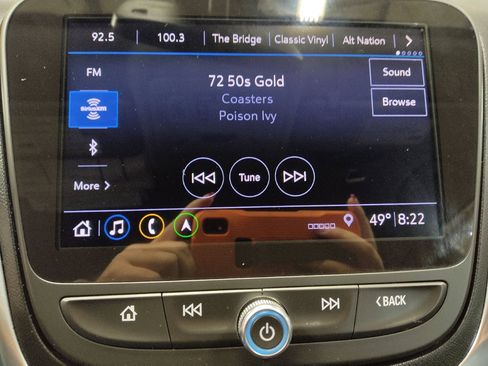 92.5 100.3 The Bridge Classic Vinyl Alt Nation
FM
72 50s Gold
Sound
((SiriusXM))
Coasters
Browse
Poison Ivy
Tune
More
49° 8:22
BACK